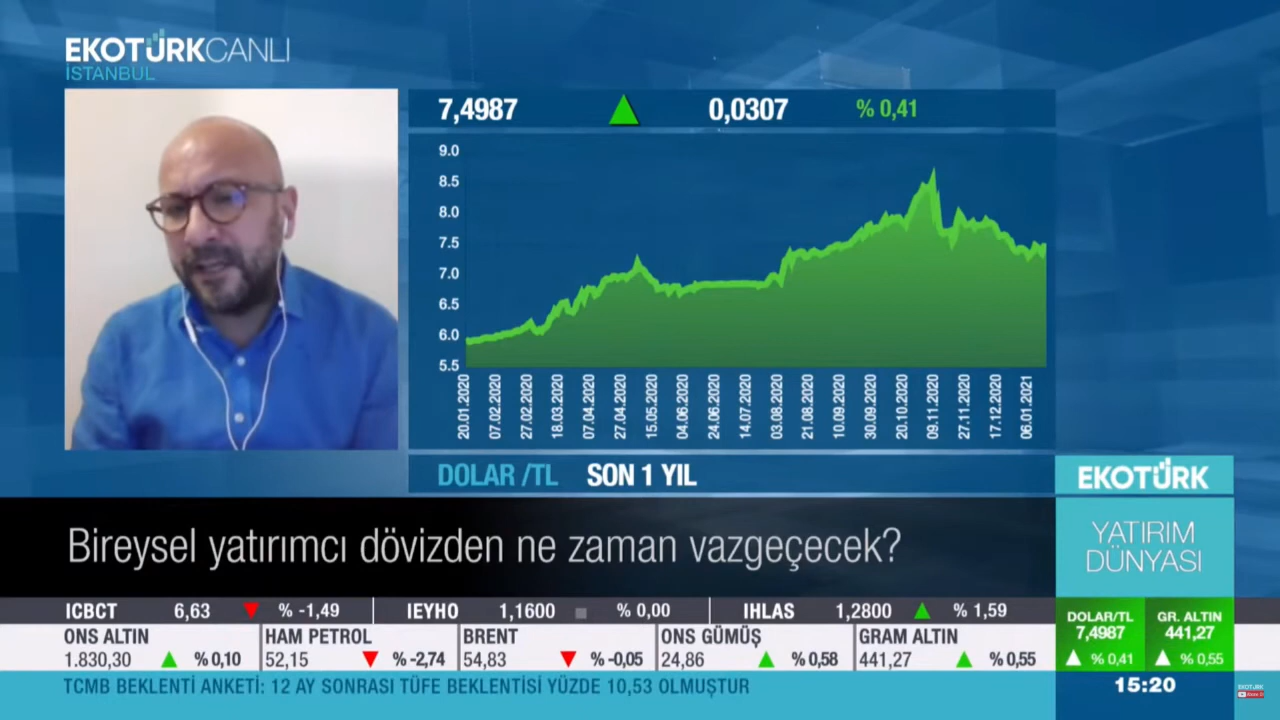 EKOTÜRKCANLI
İSTANBUL
7,4987 0,0307 % 0,41
9.0
8.5
8.0
7.5
7.0
6.5
6.0
5.5
20.01.2020
07.02.2020
27.02.2020
18.03.2020
07.04.2020
27.04.2020
15.05.2020
04.06.2020
24.06.2020
14.07.2020
03.08.2020
21.08.2020
10.09.2020
30.09.2020
20.10.2020
09.11.2020
27.11.2020
17.12.2020
06.01.2021
DOLAR /TL SON 1 YIL
EKOTÜRK
YATIRIM
DÜNYASI
Bireysel yatırımcı dövizden ne zaman vazgeçecek?
ICBCT 6,63 % -1,49 IEYHO 1,1600 % 0,00 IHLAS 1,2800 % 1,59
ONS ALTIN HAM PETROL BRENT ONS GÜMÜŞ GRAM ALTIN
1.830,30 % 0,10 52,15 % -2,74 54,83 % -0,05 24,86 % 0,58 441,27 % 0,55
DOLAR/TL GR. ALTIN
7,4987 441,27
% 0,41 % 0,55
15:20
TCMB BEKLENTİ ANKETİ: 12 AY SONRASI TÜFE BEKLENTİSİ YÜZDE 10,53 OLMUŞTUR
EKOTÜRK